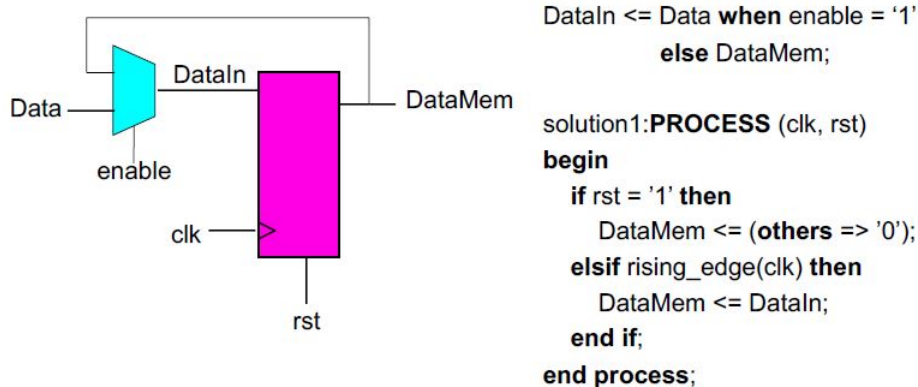 DataIn
Data
DataMem
enable
clk
rst
DataIn <= Data when enable = ‘1’
else DataMem;
solution1:PROCESS (clk, rst)
begin
if rst = ’1’ then
DataMem <= (others => ’0’);
elsif rising_edge(clk) then
DataMem <= DataIn;
end if;
end process;